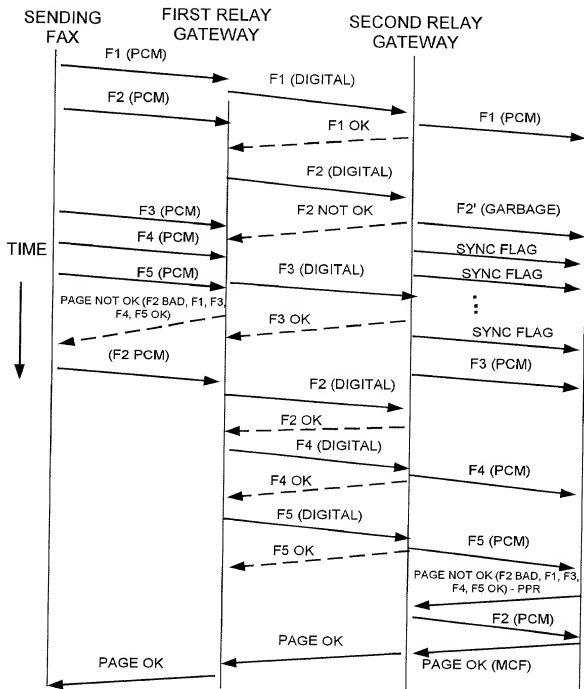 SENDING
FAX
FIRST RELAY
GATEWAY
SECOND RELAY
GATEWAY
F1 (PCM)
F1 (DIGITAL)
F2 (PCM)
F1 (PCM)
F1 OK
F2 (DIGITAL)
F3 (PCM)
F2 NOT OK
F2' (GARBAGE)
F4 (PCM)
TIME
SYNC FLAG
F5 (PCM)
F3 (DIGITAL)
SYNC FLAG
PAGE NOT OK (F2 BAD, F1, F3,
F4, F5 OK)
F3 OK
SYNC FLAG
(F2 PCM)
F3 (PCM)
F2 (DIGITAL)
F2 OK
F4 (DIGITAL)
F4 (PCM)
F4 OK
F5 (DIGITAL)
F5 (PCM)
F5 OK
PAGE NOT OK (F2 BAD, F1, F3,
F4, F5 OK) - PPR
F2 (PCM)
PAGE OK
PAGE OK
PAGE OK (MCF)